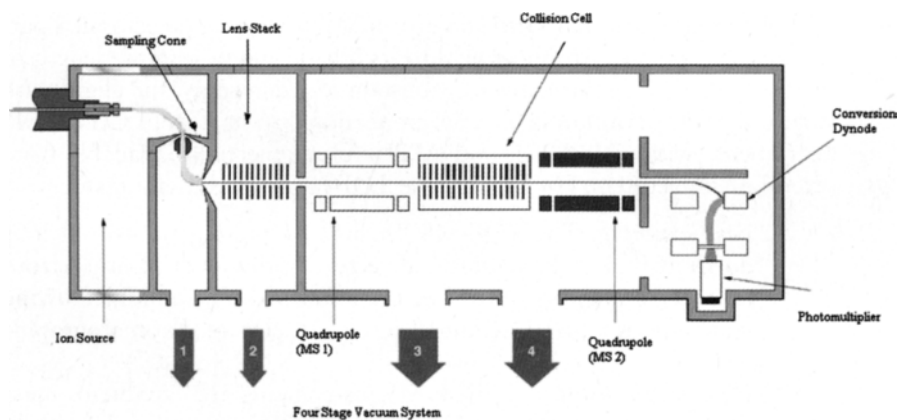 Lens Stack
Sampling Cone
Collision Cell
Conversion
Dynode
Ion Source
Quadrupole
(MS 1)
Quadrupole
(MS 2)
Photomultiplier
1
2
3
4
Four Stage Vacuum System